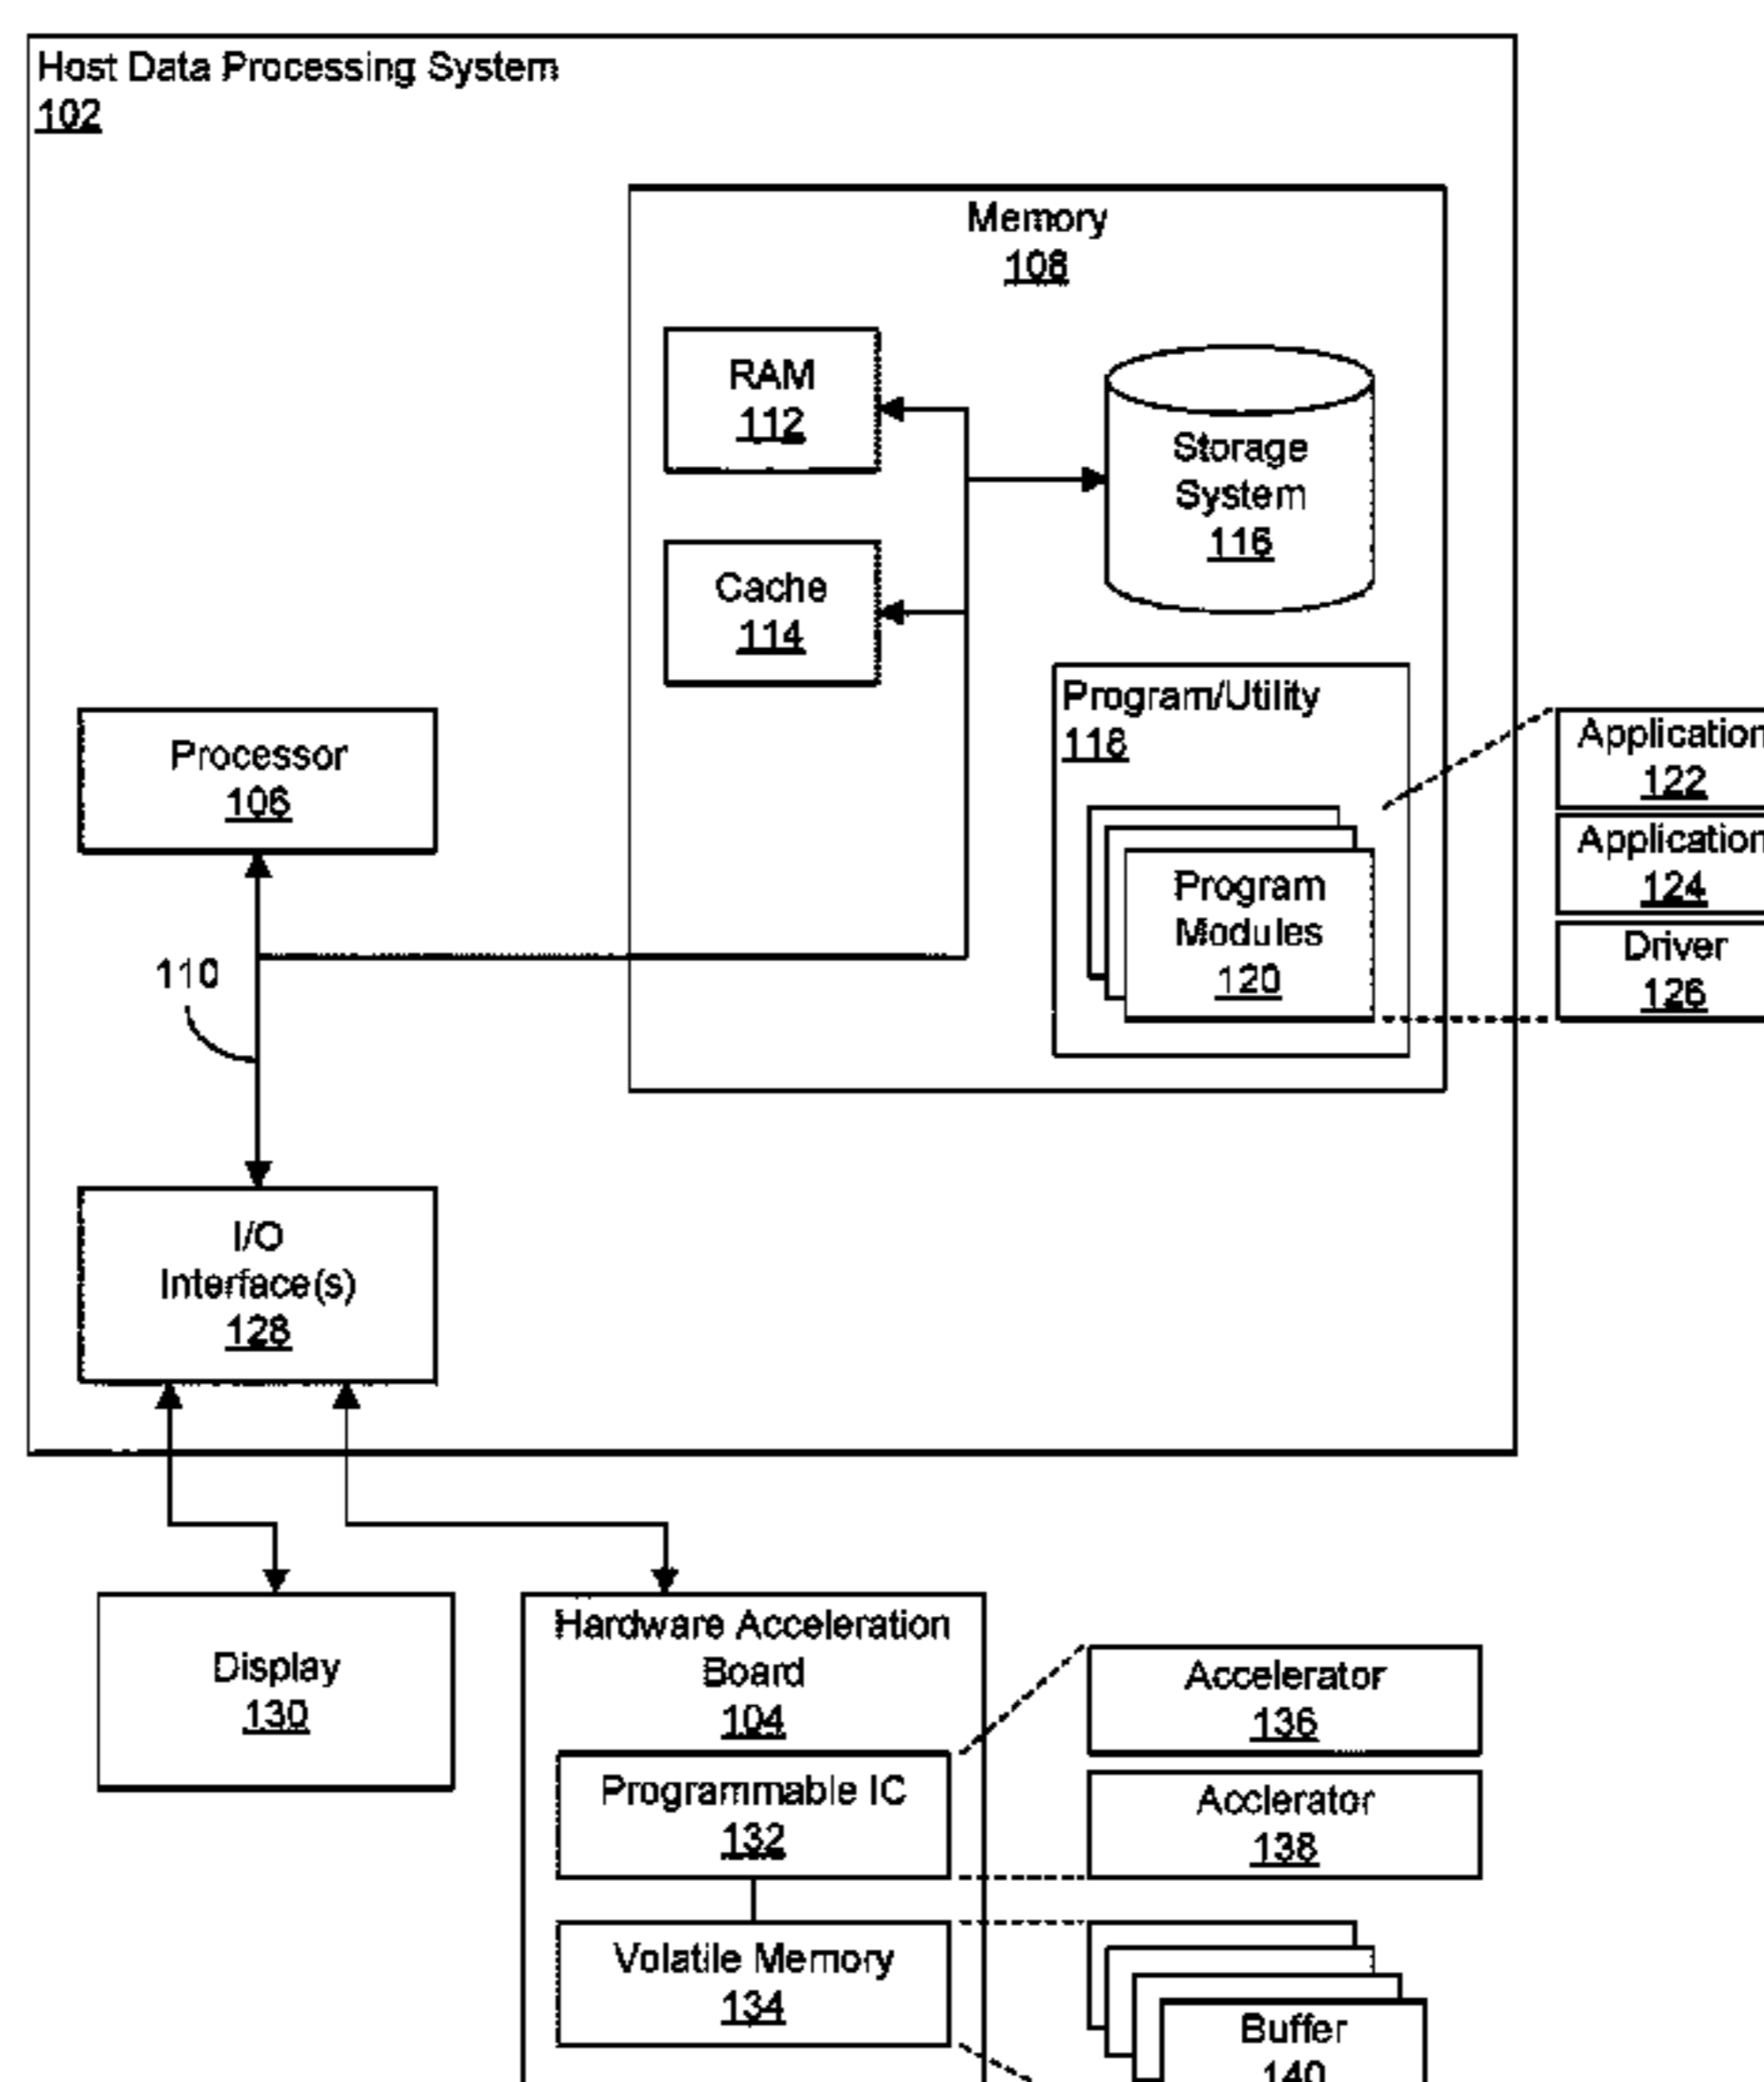 Host Data Processing System
102
Memory
108
RAM
112
Storage
System
116
Cache
114
Program/Utility
118
Processor
106
Application
122
Application
124
Program
Modules
120
Driver
126
110
I/O
Interface(s)
128
Hardware Acceleration
Board
104
Display
130
Accelerator
136
Programmable IC
132
Acclerator
138
Volatile Memory
134
Buffer
140